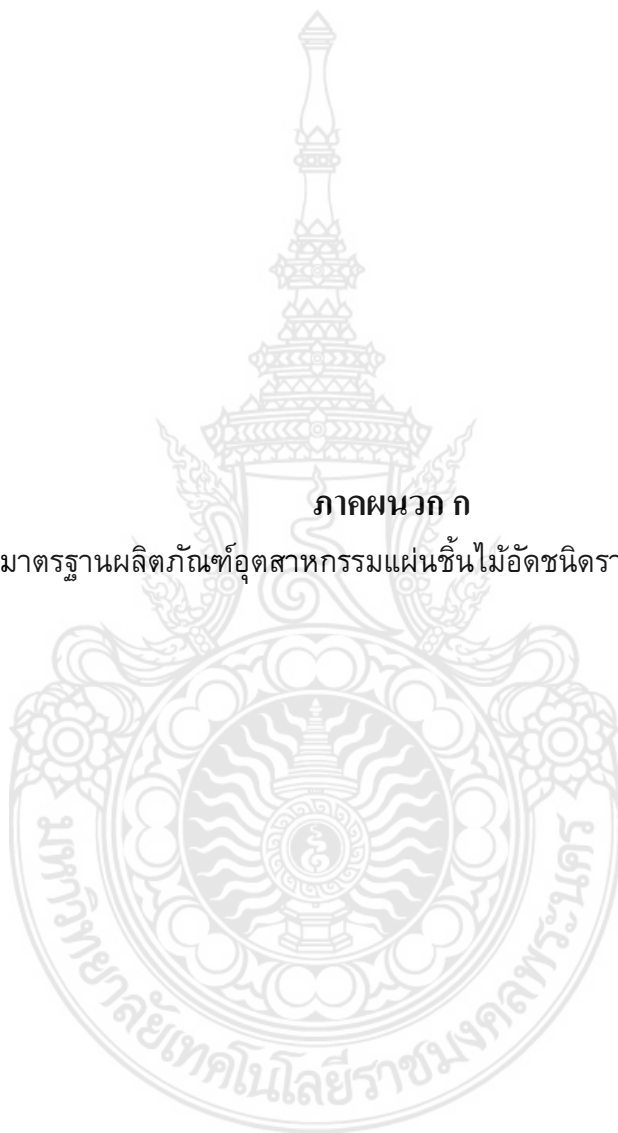 ภาคผนวก ก
มาตรฐานผลิตภัณฑ์อุตสาหกรรมแผ่นชิ้นไม้อัดชนิดรา
มหาวิทยาลัยเทคโนโลยีราชมงคลพระนคร